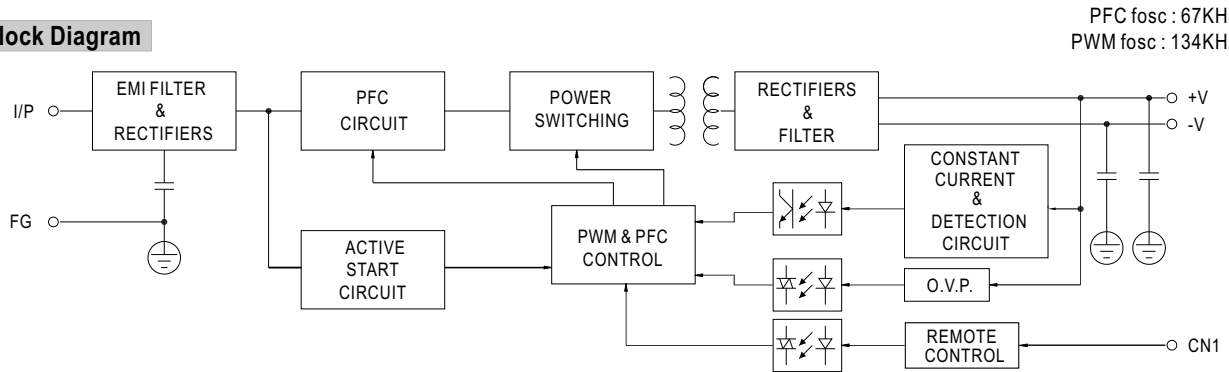 PFC fosc : 67KH
PWM fosc : 134KH
lock Diagram
I/P
EMI FILTER
&
RECTIFIERS
PFC
CIRCUIT
POWER
SWITCHING
RECTIFIERS
&
FILTER
+V
-V
CONSTANT
CURRENT
&
DETECTION
CIRCUIT
FG
ACTIVE
START
CIRCUIT
PWM & PFC
CONTROL
O.V.P.
REMOTE
CONTROL
CN1